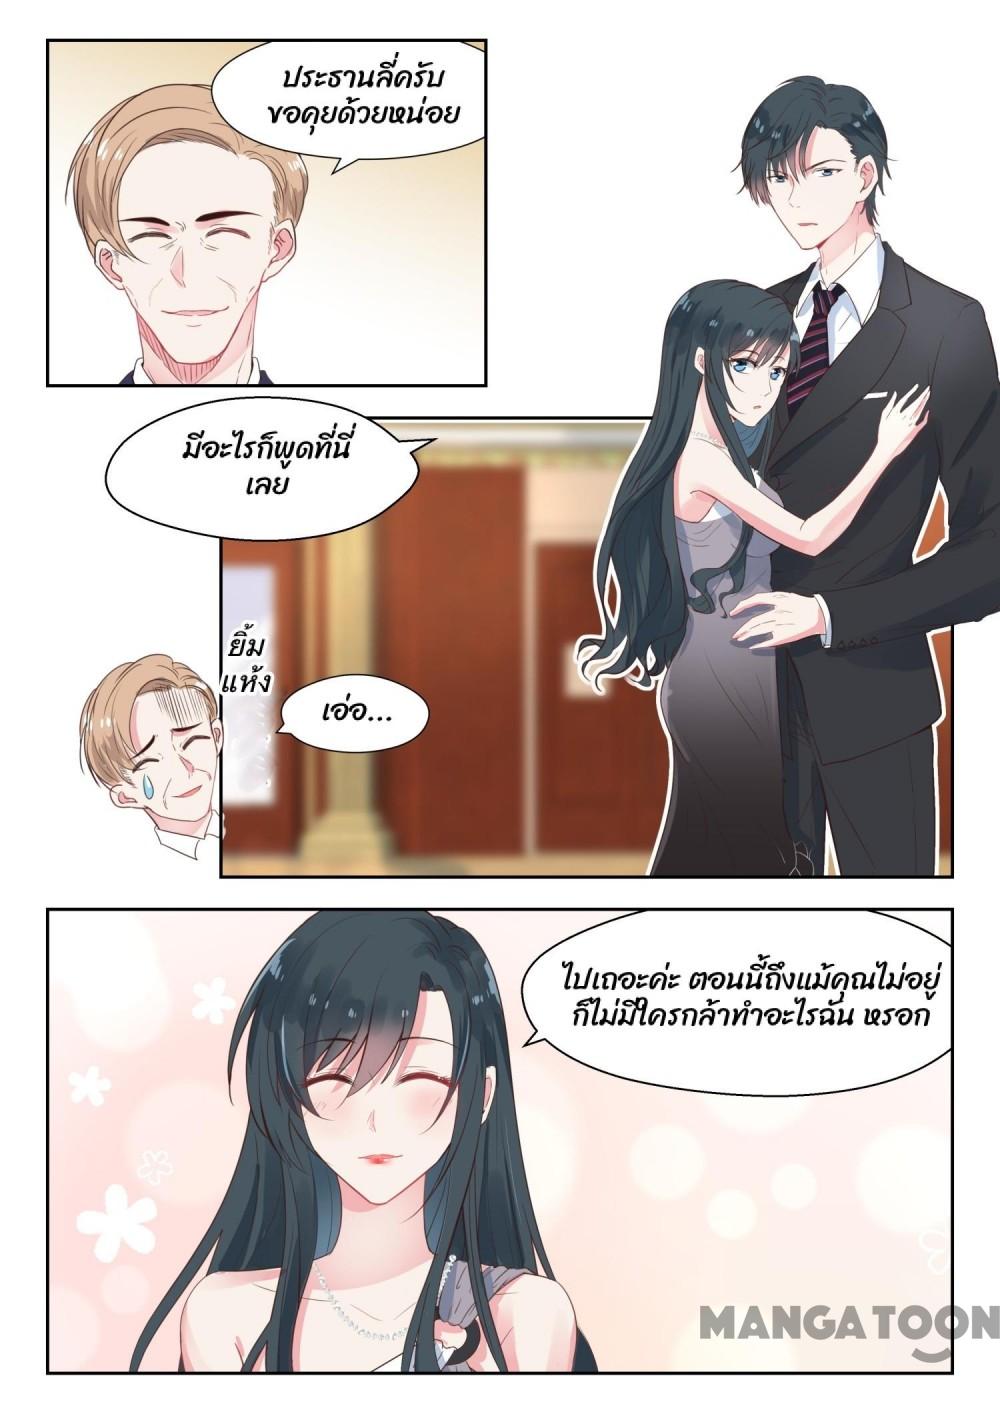 ประธานลี่ครับ
ขอคุยด้วยหน่อย
มีอะไรก็พูดที่นี่
เลย
ยิ้ม
แห้ง
เอ่อ...
ไปเถอะค่ะ ตอนนี้ถึงแม้คุณไม่อยู่
ก็ไม่มีใครกล้าทำอะไรฉัน หรอก
MANGATOON